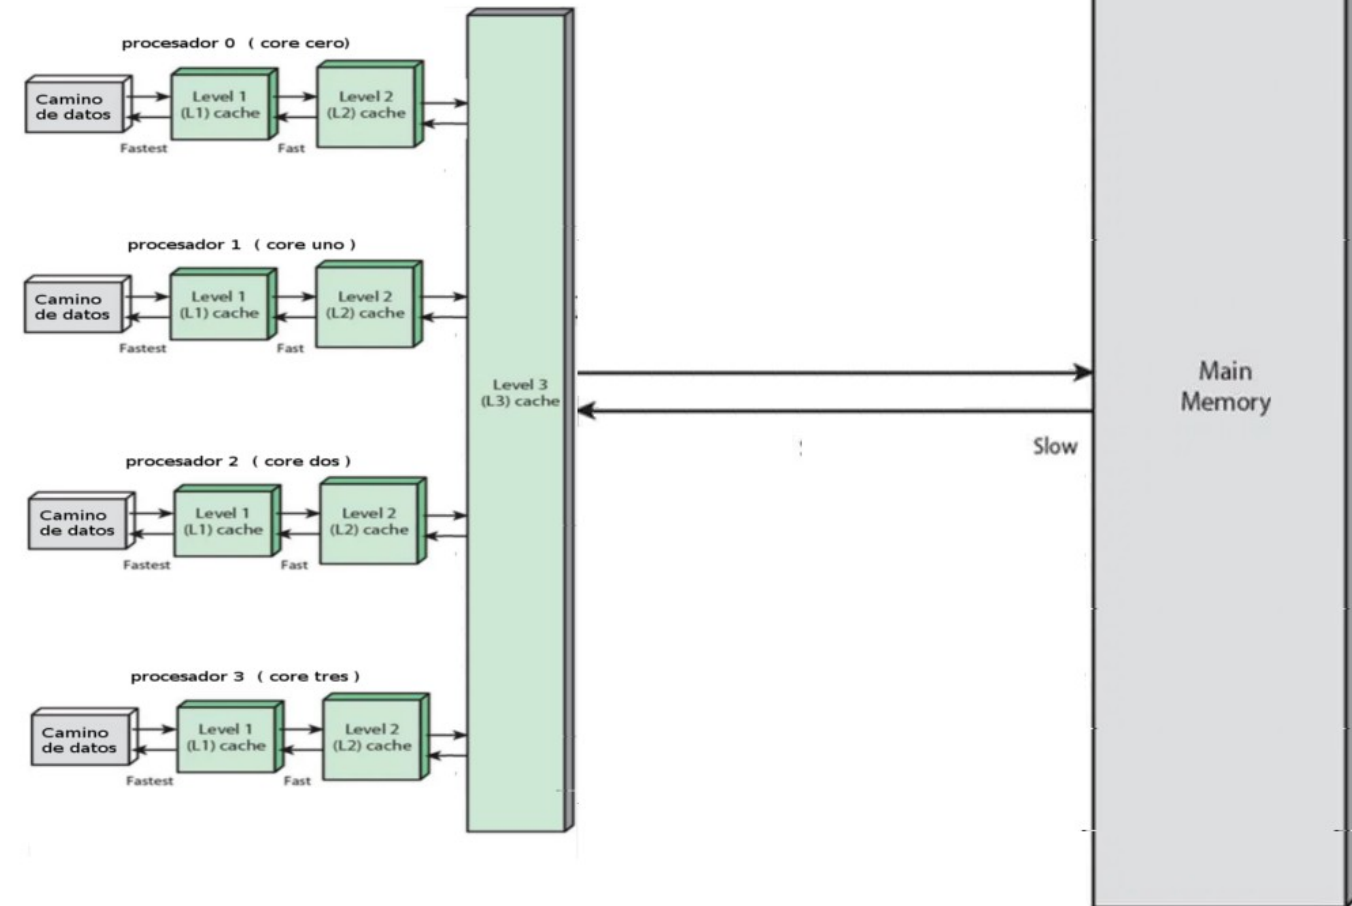 procesador 0 ( core cero)
Camino
de datos
Level 1
(L1) cache
Level 2
(L2) cache
Fastest
Fast
procesador 1 ( core uno )
Camino
de datos
Level 1
(L1) cache
Level 2
(L2) cache
Fastest
Fast
procesador 2 ( core dos )
Camino
de datos
Level 1
(L1) cache
Level 2
(L2) cache
Fastest
Fast
procesador 3 ( core tres )
Camino
de datos
Level 1
(L1) cache
Level 2
(L2) cache
Fastest
Fast
Level 3
(L3) cache
Slow
Main
Memory